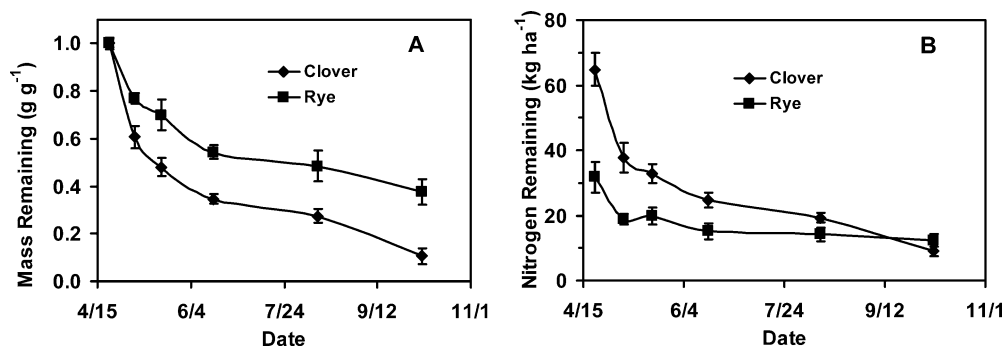 A
Mass Remaining (g g⁻¹)
1.0
0.8
0.6
0.4
0.2
0.0
Clover
Rye
4/15 6/4 7/24 9/12 11/1
Date
B
Nitrogen Remaining (kg ha⁻¹)
80
60
40
20
0
Clover
Rye
4/15 6/4 7/24 9/12 11/1
Date